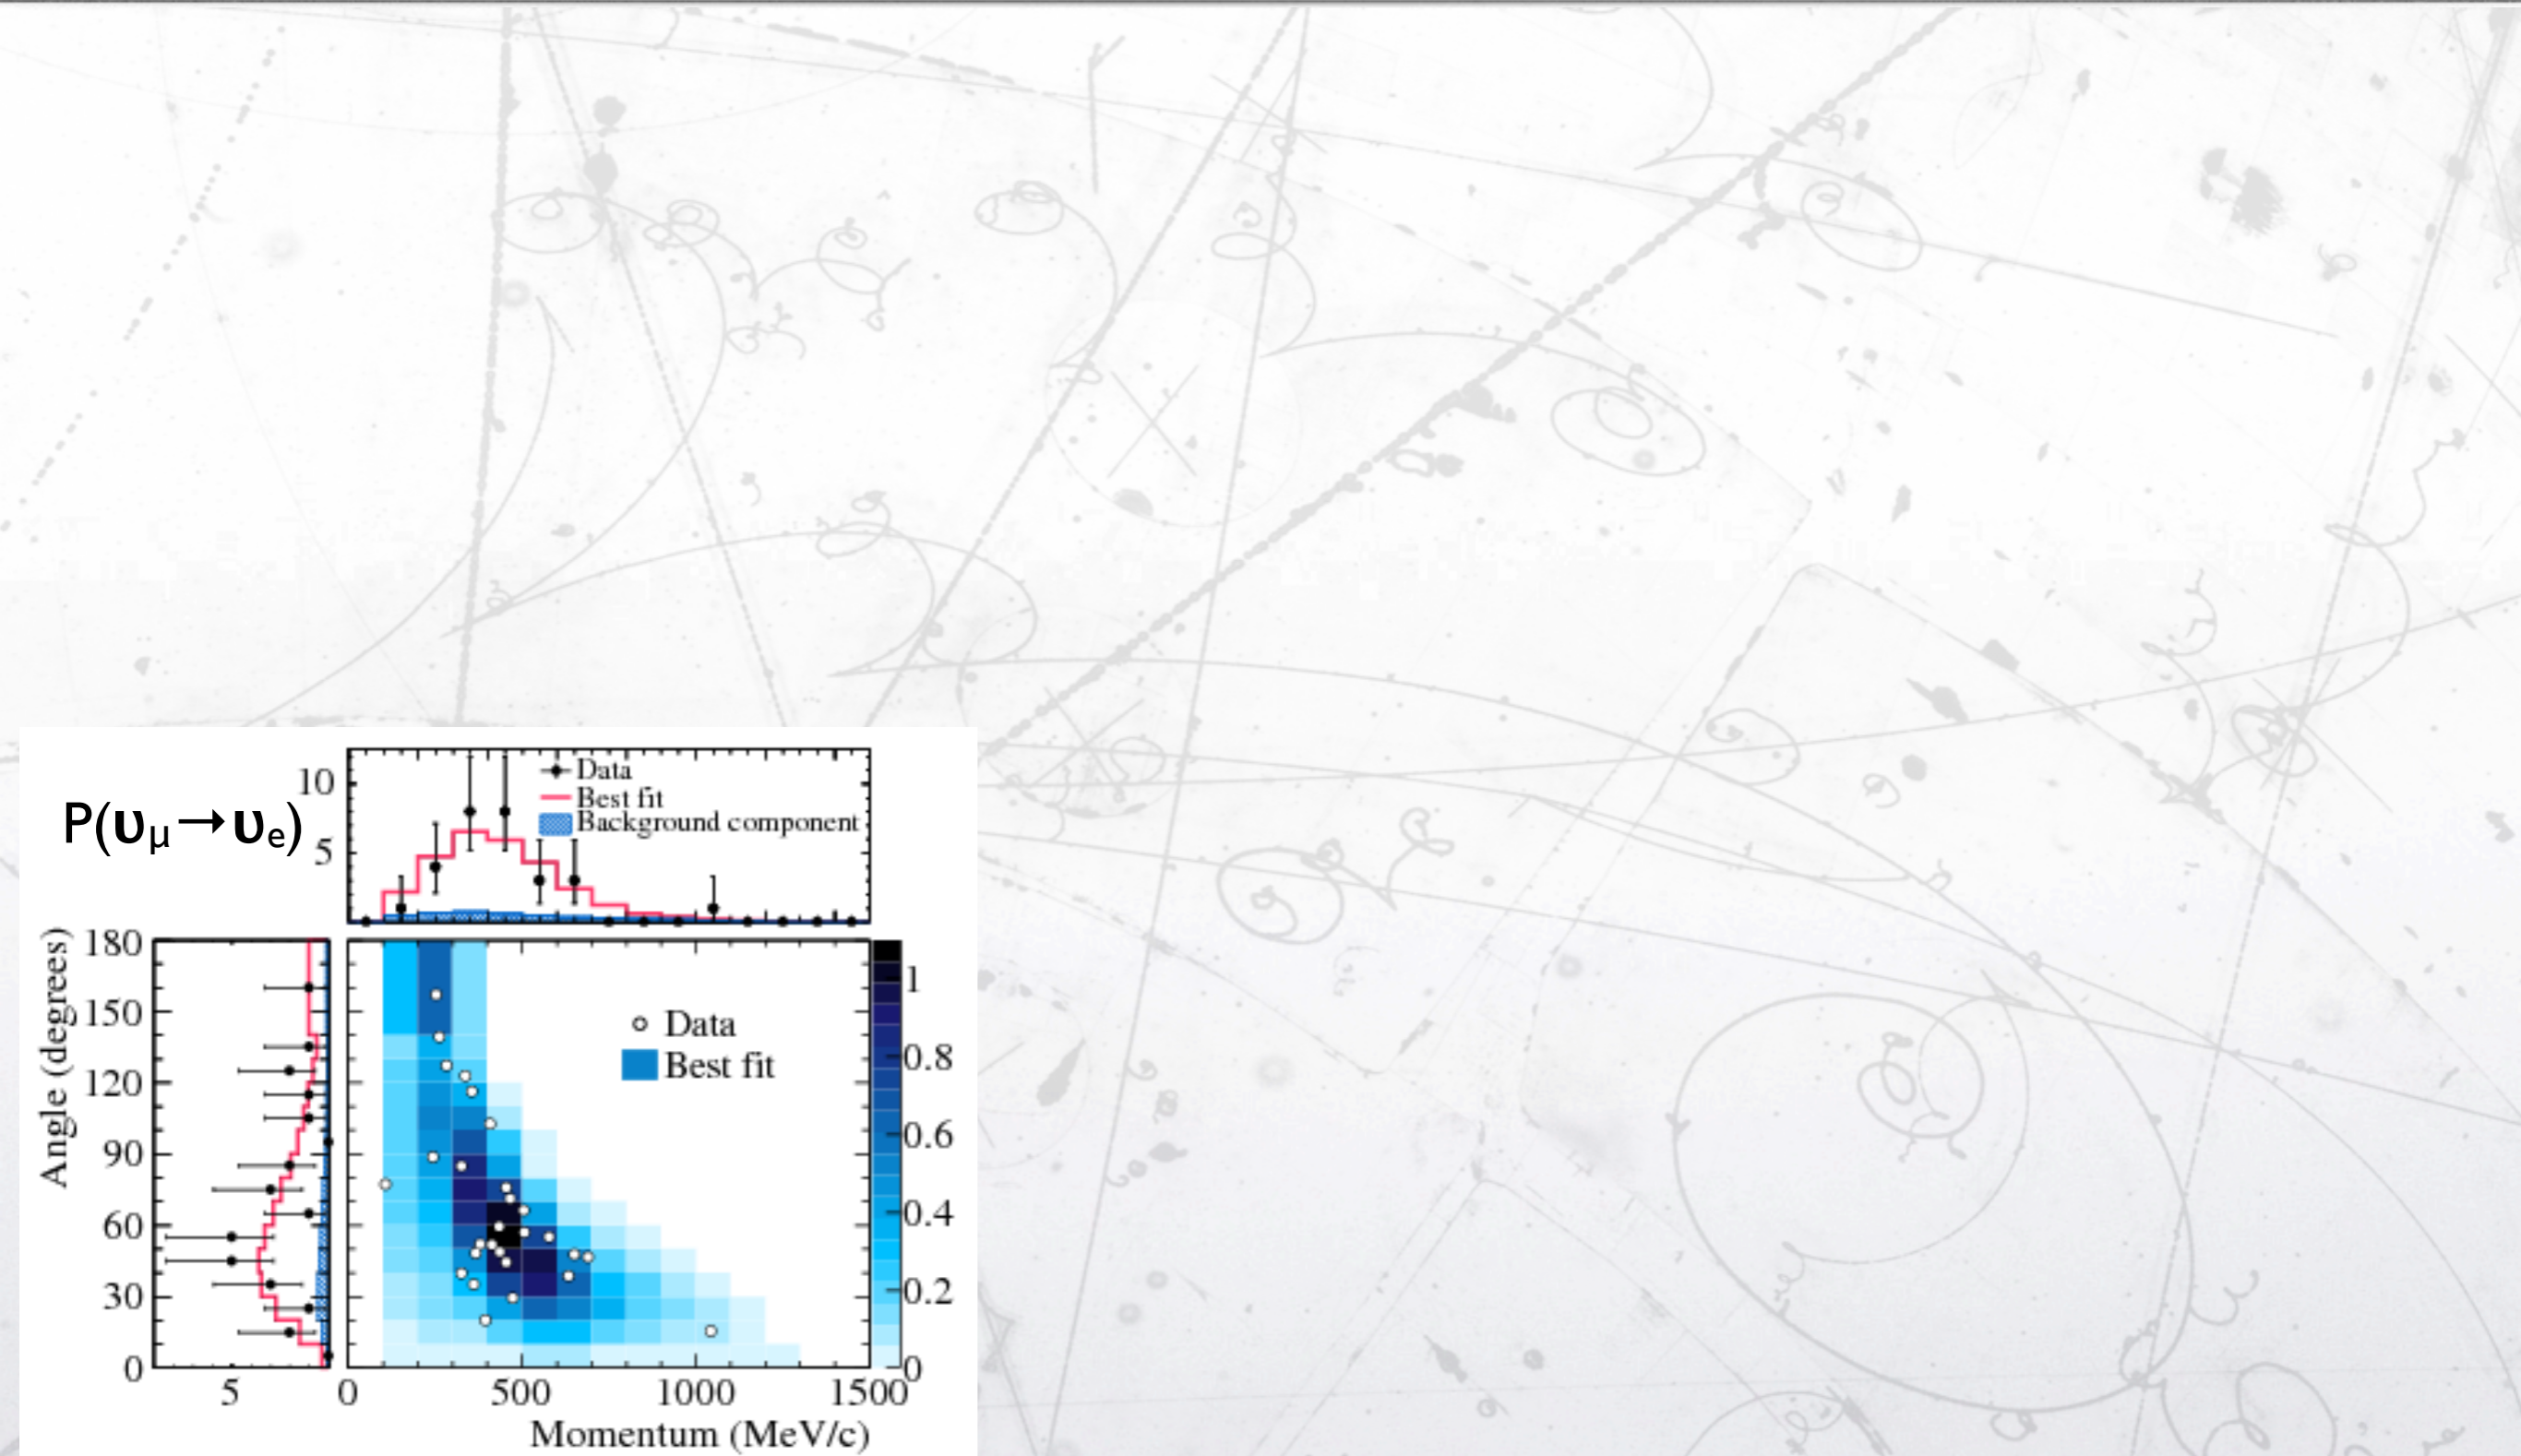 P(υμ→υe)
10
5
Data
Best fit
Background component
Angle (degrees)
180
150
120
90
60
30
0
5
Data
Best fit
1
0.8
0.6
0.4
0.2
0
0
500
1000
1500
Momentum (MeV/c)